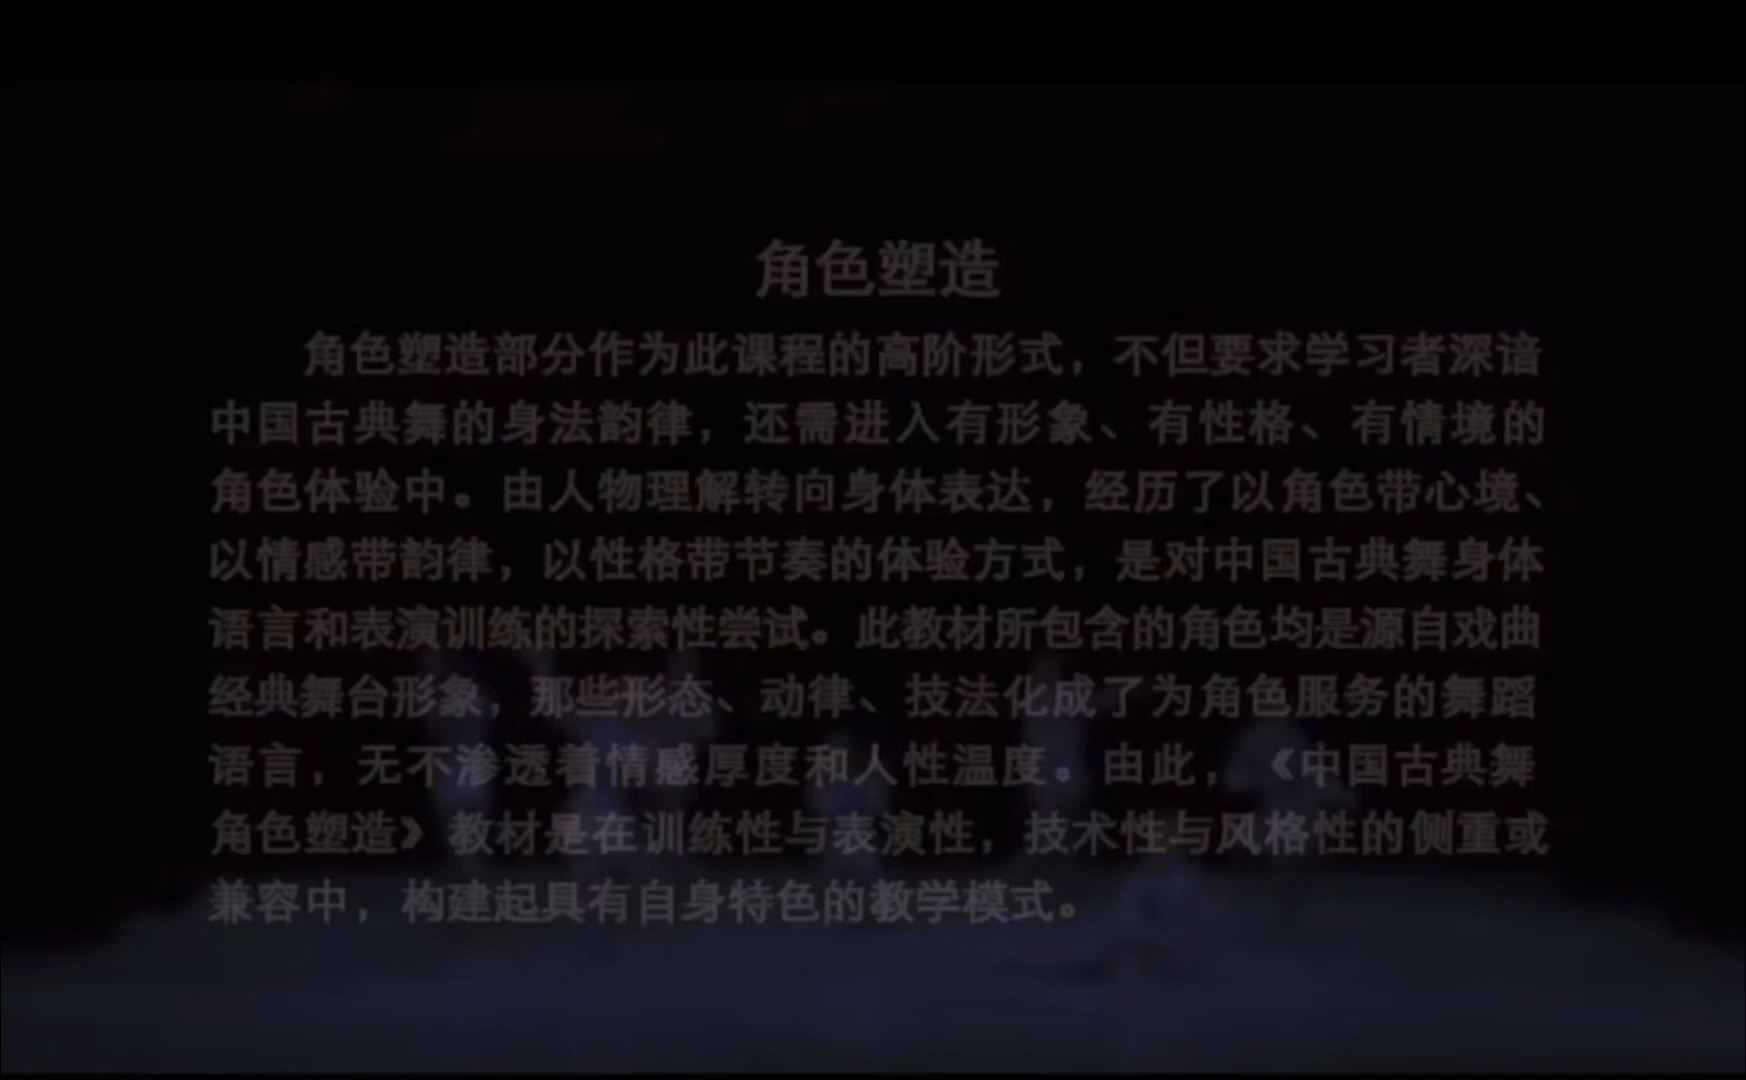 角色塑造
角色塑造部分作为此课程的高阶形式，不但要求学习者深谙
中国古典舞的身法韵律，还需进入有形象、有性格、有情境的
角色体验中。由人物理解转向身体表达，经历了以角色带心境、
以情感带韵律，以性格带节奏的体验方式，是对中国古典舞身体
语言和表演训练的探索性尝试。此教材所包含的角色均是源自戏曲
经典舞台形象，那些形态、动律、技法化成了为角色服务的舞蹈
语言，无不渗透着情感厚度和人性温度。由此，《中国古典舞
角色塑造》教材是在训练性与表演性，技术性与风格性的侧重或
兼容中，构建起具有自身特色的教学模式。